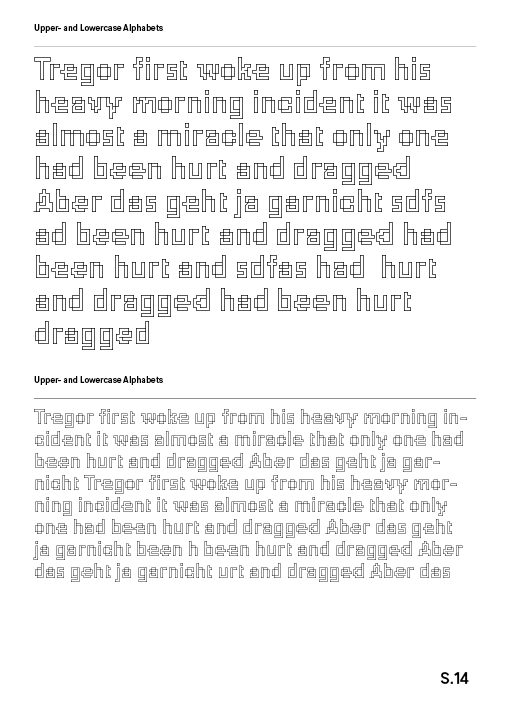 Upper- and Lowercase Alphabets
Tregor first woke up from his
heavy morning incident it was
almost a miracle that only one
had been hurt and dragged
Aber das geht ja garnicht sdfs
ad been hurt and dragged had
been hurt and sdfas had hurt
and dragged had been hurt
dragged
Upper- and Lowercase Alphabets
Tregor first woke up from his heavy morning in-
cident it was almost a miracle that only one had
been hurt and dragged Aber das geht ja gar-
nicht Tregor first woke up from his heavy mor-
ning incident it was almost a miracle that only
one had been hurt and dragged Aber das geht
ja garnicht been h been hurt and dragged Aber
das geht ja garnicht urt and dragged Aber das
S.14